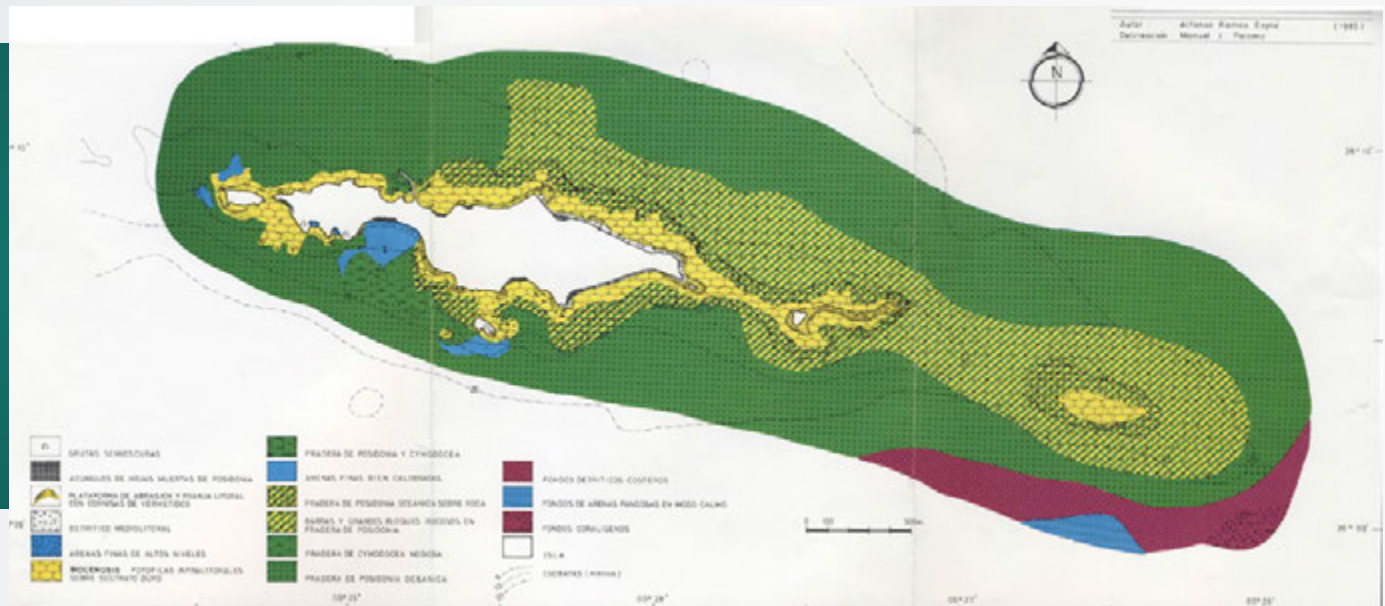 Autor : Alfonso Ramos Esplá (1985)
Delineación Manuel J.
N
38° 10'
GRUTAS SEMIOSCURAS
ACUMULOS DE HOJAS MUERTAS DE POSIDONIA
PLATAFORMA DE ABRASION Y FRANJA LITORAL
CON CORNISAS DE VERMETIDOS
DETRITICO MEDIOLITORAL
ARENAS FINAS DE ALTOS NIVELES
BIOCENOSIS FOTOFILAS INFRALITORALES
SOBRE SUSTRATO DURO
PRADERA DE POSIDONIA Y CYMODOCEA
ARENAS FINAS BIEN CALIBRADAS
PRADERA DE POSIDONIA OCEANICA SOBRE ROCA
BARRAS Y GRANDES BLOQUES ROCOSOS EN
PRADERA DE POSIDONIA
PRADERA DE CYMODOCEA NODOSA
PRADERA DE POSIDONIA OCEANICA
FONDOS DETRITICOS COSTEROS
FONDOS DE ARENAS FANGOSAS EN MODO CALMO
FONDOS CORALIGENOS
ISLA
ISOBATAS (metros)
0 100 500m